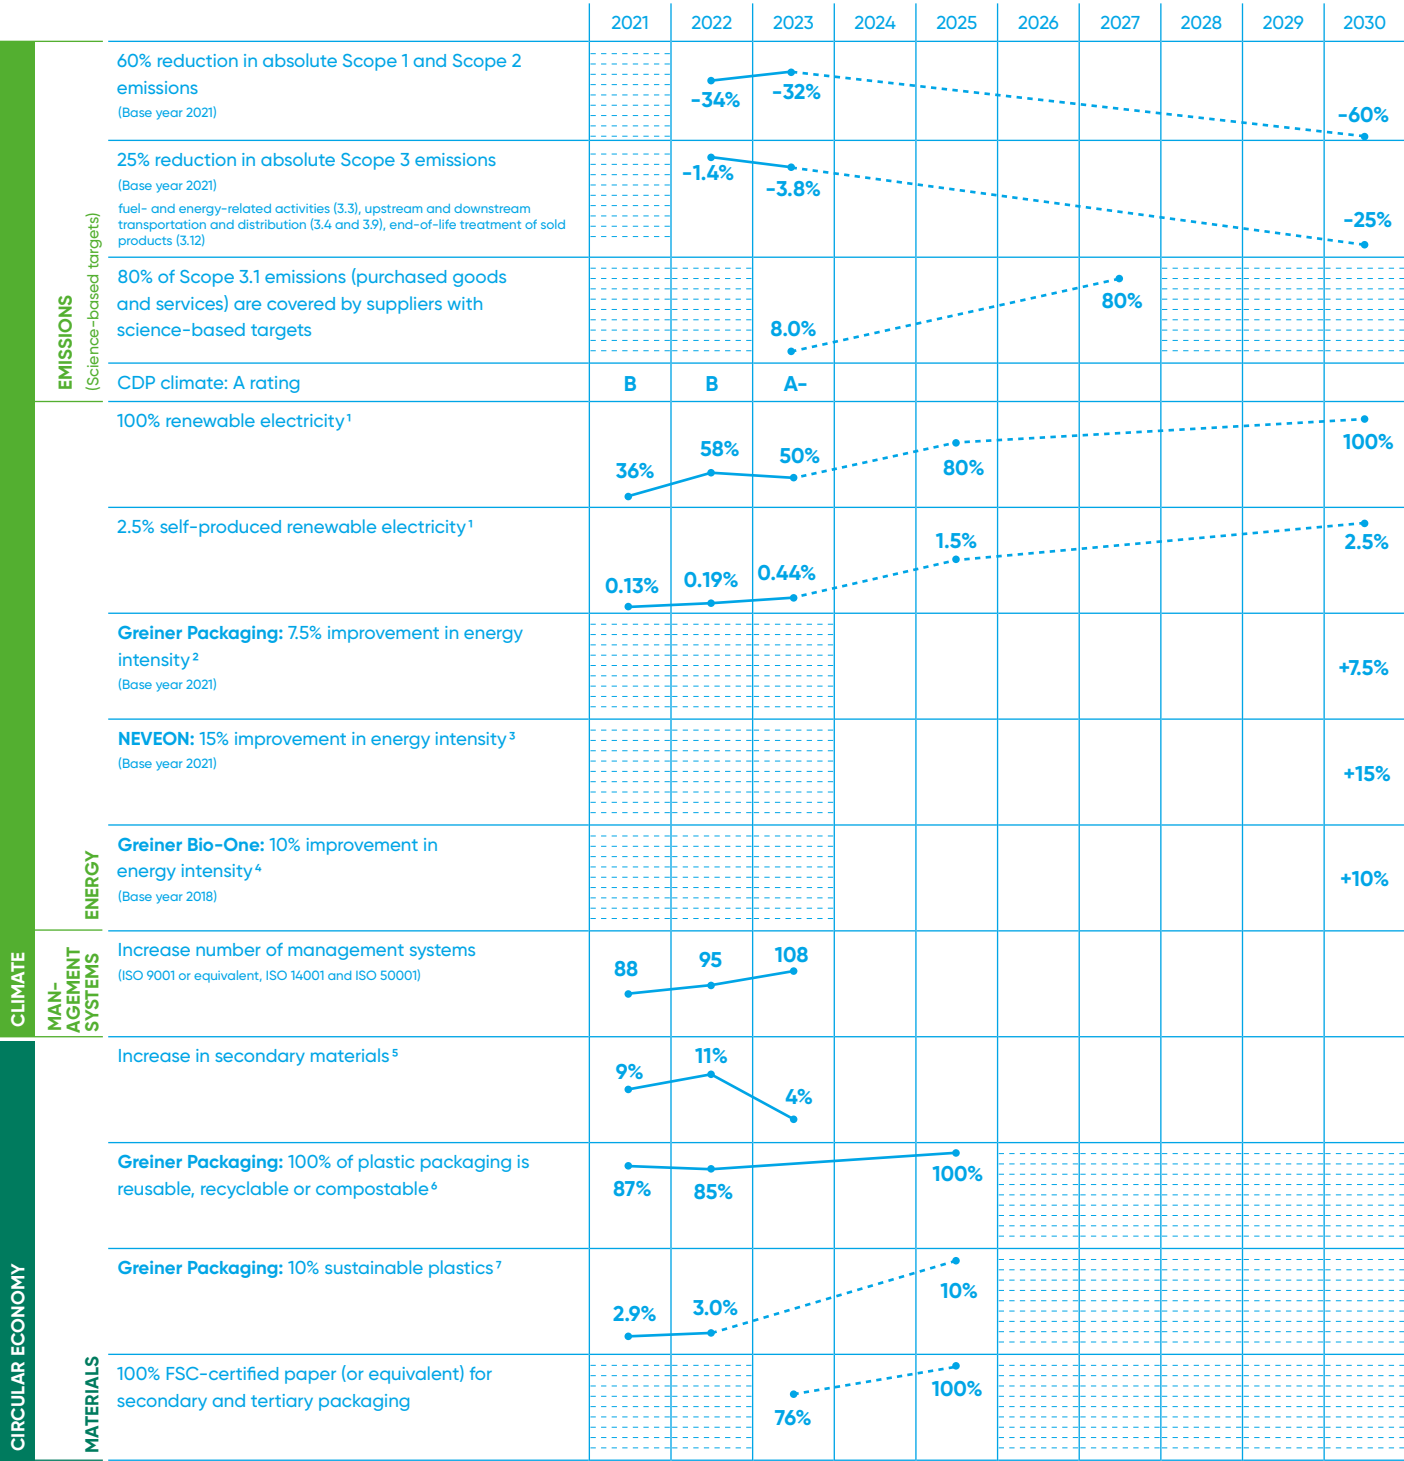 2021 2022 2023 2024 2025 2026 2027 2028 2029 2030
CLIMATE
EMISSIONS
(Science-based targets)
60% reduction in absolute Scope 1 and Scope 2
emissions
(Base year 2021)
-34% -32% -60%
25% reduction in absolute Scope 3 emissions
(Base year 2021)
fuel- and energy-related activities (3.3), upstream and downstream
transportation and distribution (3.4 and 3.9), end-of-life treatment of sold
products (3.12)
-1.4% -3.8% -25%
80% of Scope 3.1 emissions (purchased goods
and services) are covered by suppliers with
science-based targets
8.0% 80%
CDP climate: A rating B B A-
ENERGY
100% renewable electricity¹
36% 58% 50% 80% 100%
2.5% self-produced renewable electricity¹
0.13% 0.19% 0.44% 1.5% 2.5%
Greiner Packaging: 7.5% improvement in energy
intensity²
(Base year 2021)
+7.5%
NEVEON: 15% improvement in energy intensity³
(Base year 2021)
+15%
Greiner Bio-One: 10% improvement in
energy intensity⁴
(Base year 2018)
+10%
MAN-
AGEMENT
SYSTEMS
Increase number of management systems
(ISO 9001 or equivalent, ISO 14001 and ISO 50001)
88 95 108
CIRCULAR ECONOMY
MATERIALS
Increase in secondary materials⁵
9% 11% 4%
Greiner Packaging: 100% of plastic packaging is
reusable, recyclable or compostable⁶
87% 85% 100%
Greiner Packaging: 10% sustainable plastics⁷
2.9% 3.0% 10%
100% FSC-certified paper (or equivalent) for
secondary and tertiary packaging
76% 100%